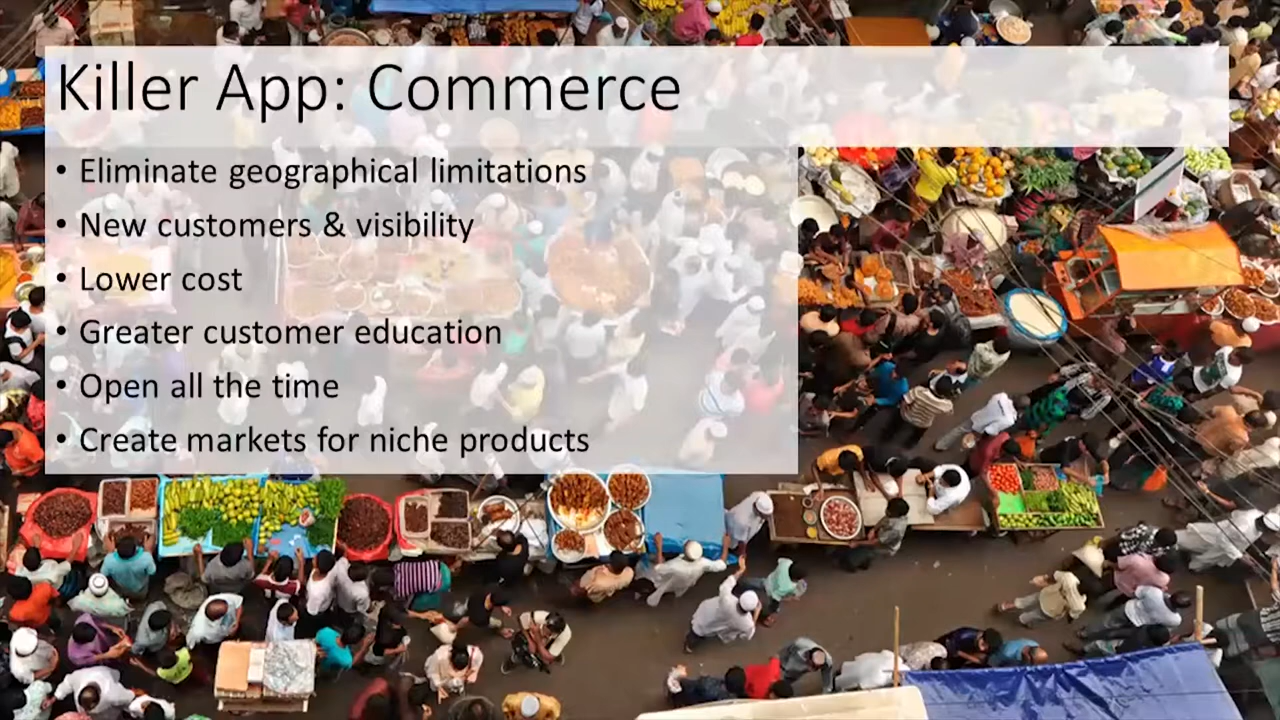 Killer App: Commerce
• Eliminate geographical limitations
• New customers & visibility
• Lower cost
• Greater customer education
• Open all the time
• Create markets for niche products